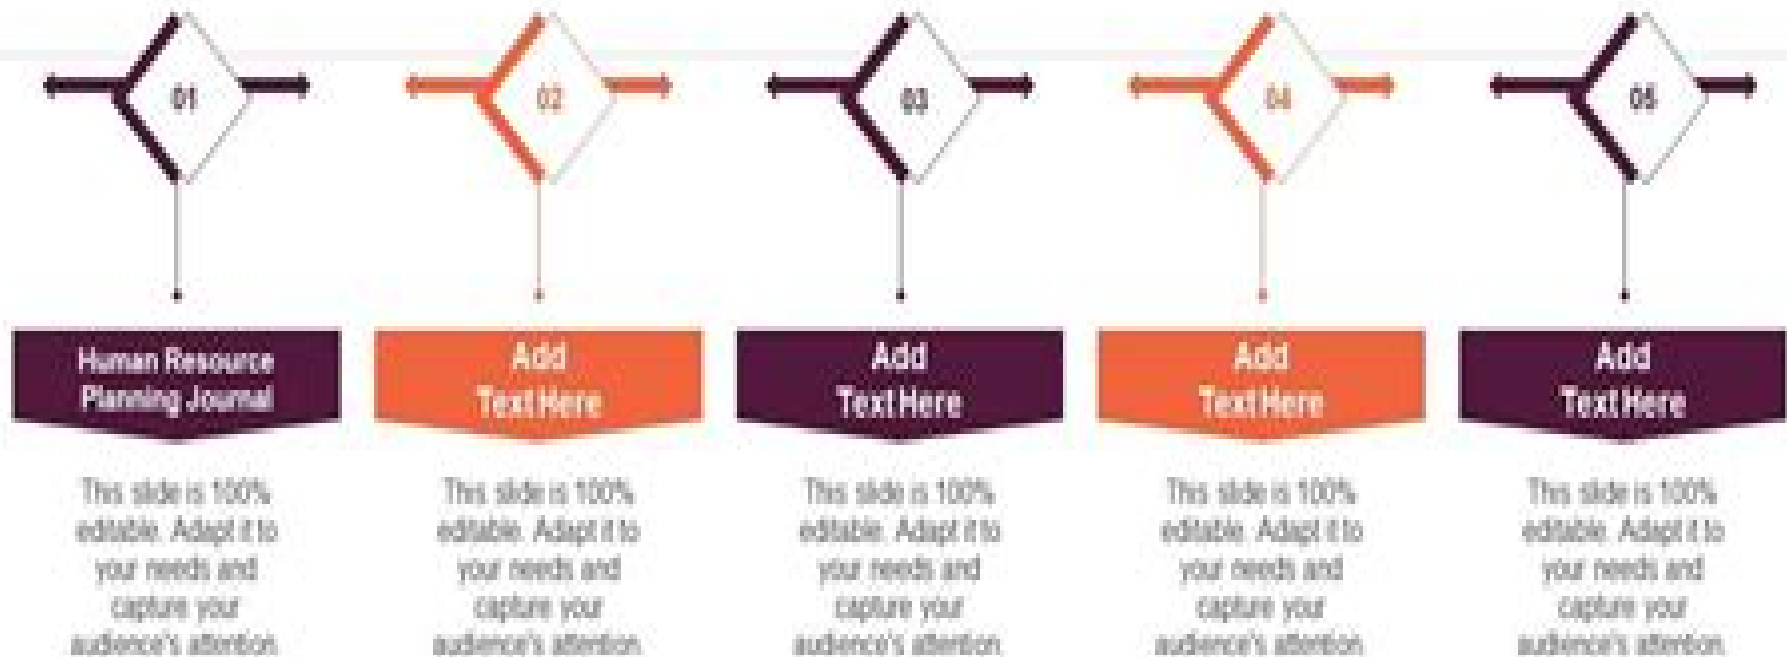 01
02
03
04
05
Human Resource
Planning Journal
Add
Text Here
Add
Text Here
Add
Text Here
Add
Text Here
This slide is 100%
editable. Adapt it to
your needs and
capture your
audience's attention.
This slide is 100%
editable. Adapt it to
your needs and
capture your
audience's attention.
This slide is 100%
editable. Adapt it to
your needs and
capture your
audience's attention.
This slide is 100%
editable. Adapt it to
your needs and
capture your
audience's attention.
This slide is 100%
editable. Adapt it to
your needs and
capture your
audience's attention.